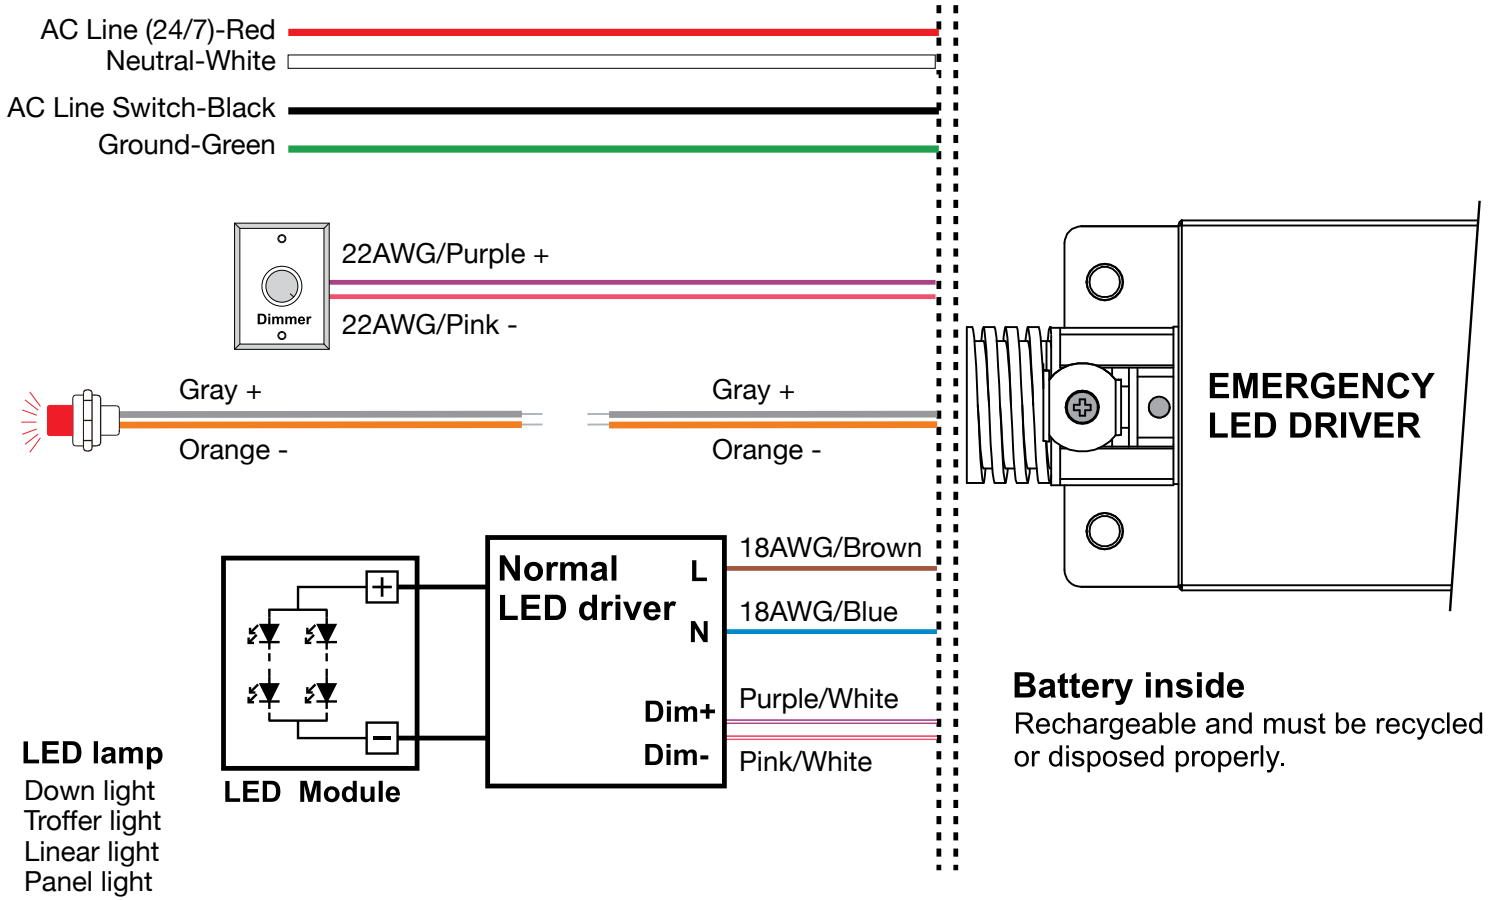 AC Line (24/7)-Red
Neutral-White
AC Line Switch-Black
Ground-Green
22AWG/Purple +
Dimmer
22AWG/Pink -
Gray +
Orange -
Gray +
Orange -
EMERGENCY
LED DRIVER
Normal
LED driver
L
N
Dim+
Dim-
18AWG/Brown
18AWG/Blue
Purple/White
Pink/White
+
−
LED Module
LED lamp
Down light
Troffer light
Linear light
Panel light
Battery inside
Rechargeable and must be recycled
or disposed properly.